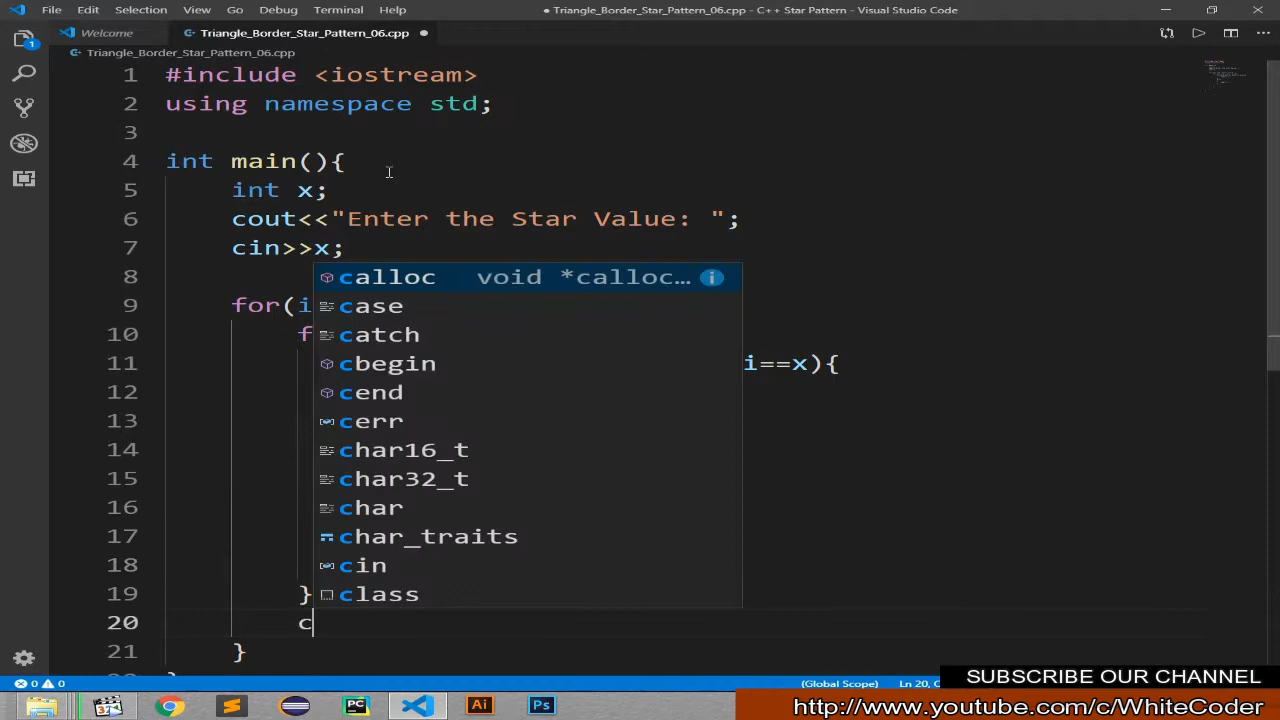 File Edit Selection View Go Debug Terminal Help ● Triangle_Border_Star_Pattern_06.cpp - C++ Star Pattern - Visual Studio Code
Welcome Triangle_Border_Star_Pattern_06.cpp ●
Triangle_Border_Star_Pattern_06.cpp
1 #include <iostream>
2 using namespace std;
3
4 int main(){
5 int x;
6 cout<<"Enter the Star Value: ";
7 cin>>x;
8 calloc void *calloc…
9 for(i case
10 f catch
11 cbegin i==x){
12 cend
13 cerr
14 char16_t
15 char32_t
16 char
17 char_traits
18 cin
19 } class
20 c
21 }
0 0 (Global Scope) Ln 20, C
SUBSCRIBE OUR CHANNEL
http://www.youtube.com/c/WhiteCoder